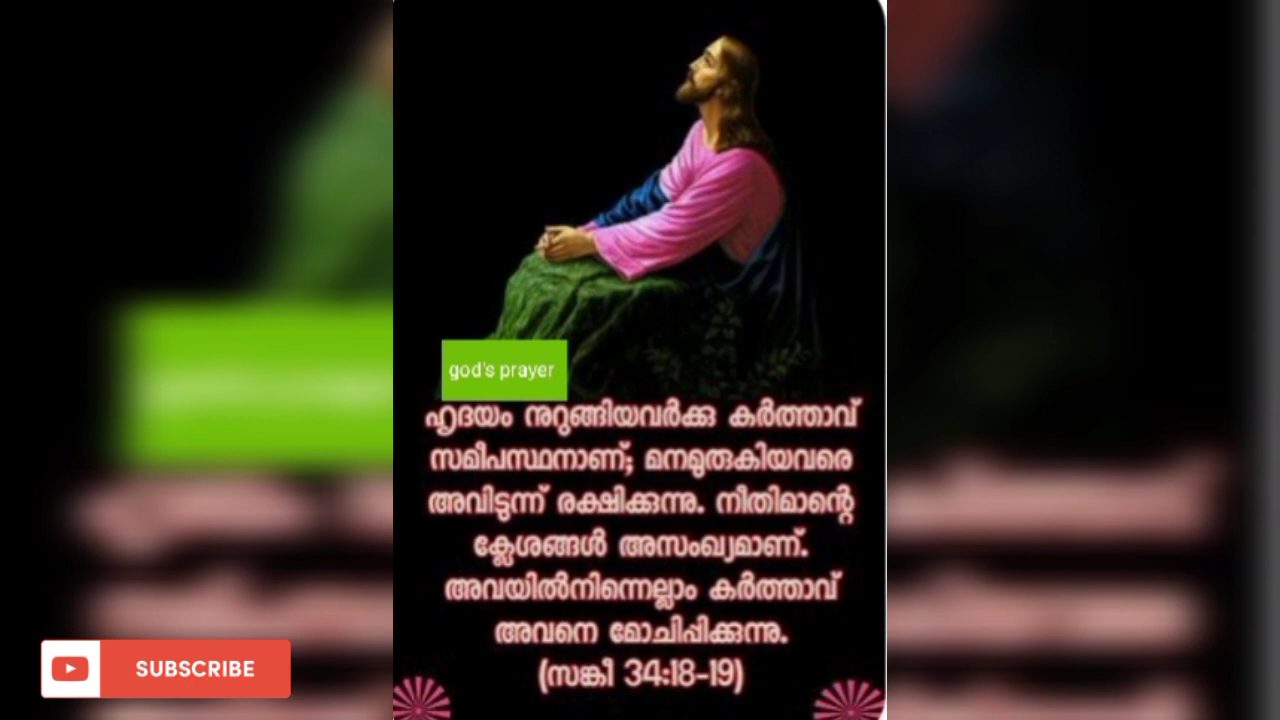 god's prayer
ഹൃദയം നുറുങ്ങിയവർക്കു കർത്താവ്
സമീപസ്ഥനാണ്; മനമുരുകിയവരെ
അവിടുന്ന് രക്ഷിക്കുന്നു. നീതിമാന്റെ
ക്ലേശങ്ങൾ അസംഖ്യമാണ്.
അവയിൽനിന്നെല്ലാം കർത്താവ്
അവനെ മോചിപ്പിക്കുന്നു.
(സങ്കീ 34:18-19)
SUBSCRIBE